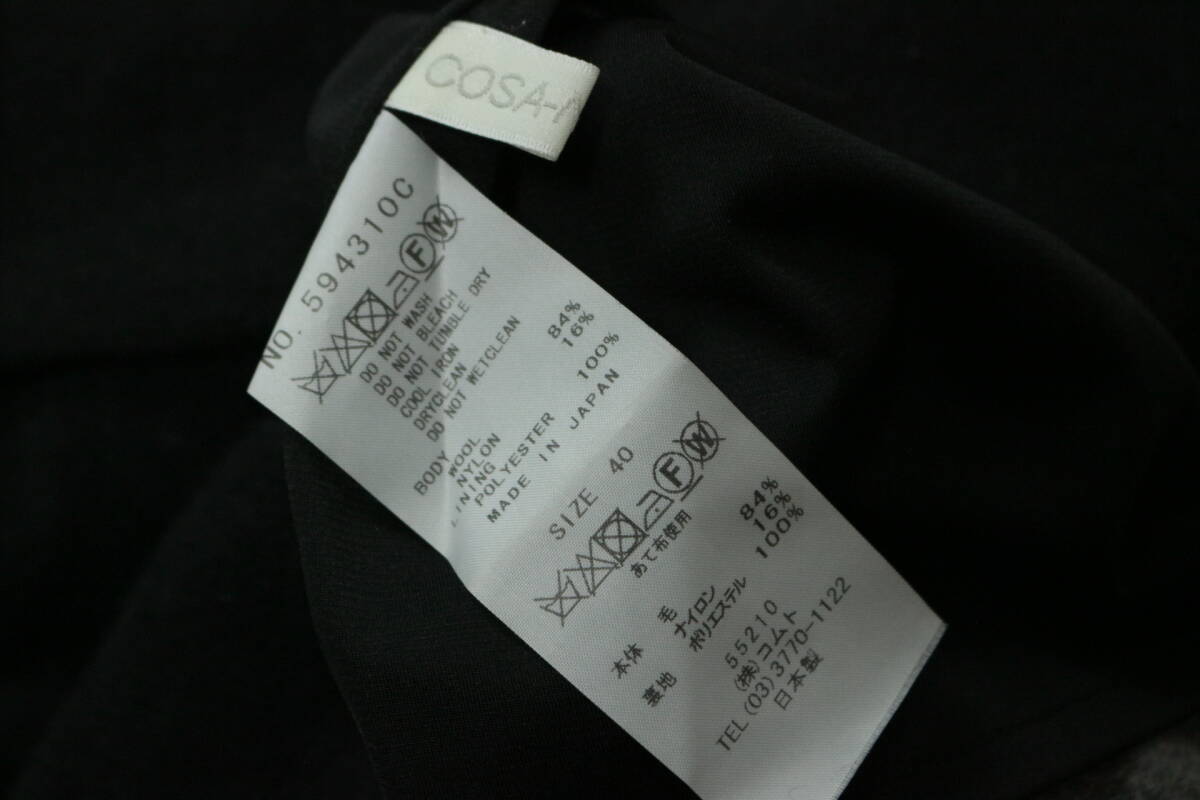 COSA-
NO. 594310C
DO NOT WASH
DO NOT BLEACH
DO NOT TUMBLE DRY
COOL IRON
DRYCLEAN
DO NOT WETCLEAN
BODY
WOOL 84%
NYLON 16%
LINING
POLYESTER 100%
MADE IN JAPAN
SIZE 40
F W
あて布使用
本体 毛 84%
ナイロン 16%
裏地 ポリエステル 100%
55210
(株)コムト
TEL (03)3770-1122
日本製